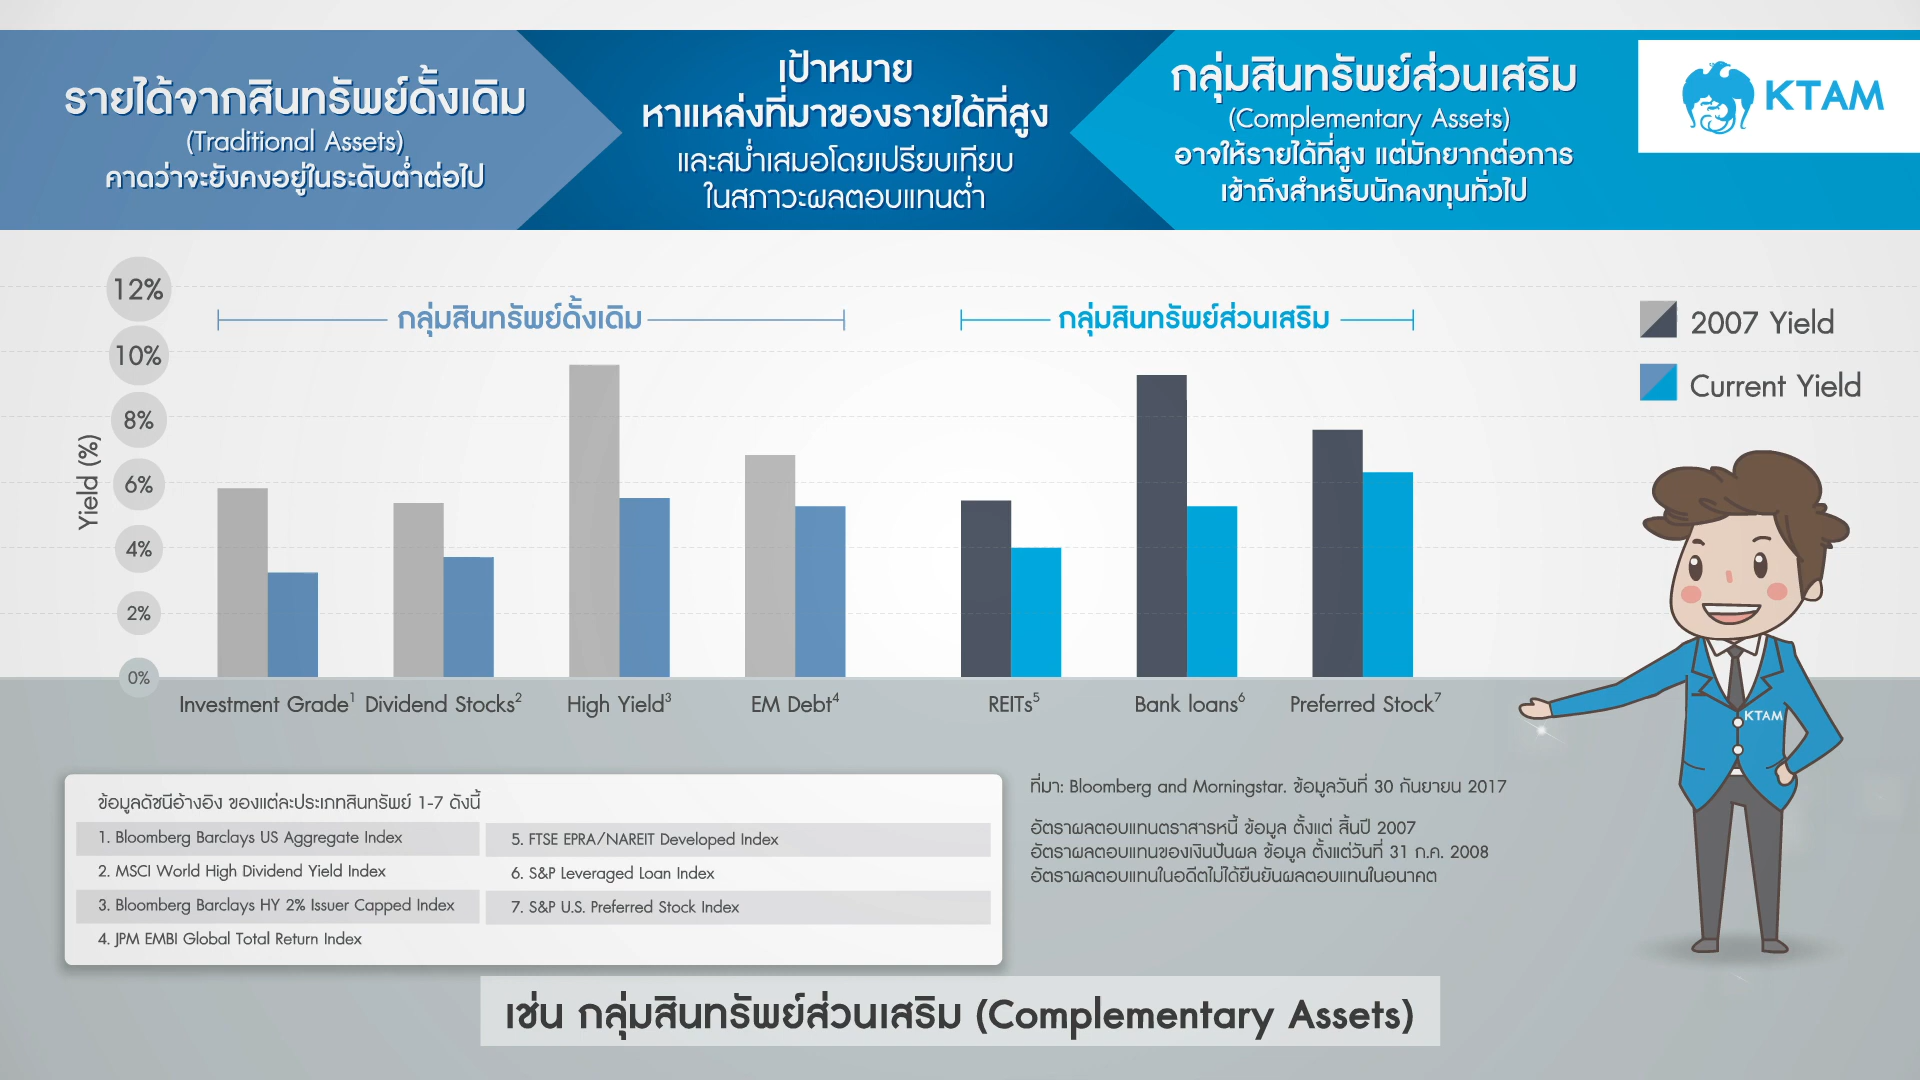 รายได้จากสินทรัพย์ดั้งเดิม
(Traditional Assets)
คาดว่าจะยังคงอยู่ในระดับต่ำต่อไป
เป้าหมาย
หาแหล่งที่มาของรายได้ที่สูง
และสม่ำเสมอโดยเปรียบเทียบ
ในสภาวะผลตอบแทนต่ำ
กลุ่มสินทรัพย์ส่วนเสริม
(Complementary Assets)
อาจให้รายได้ที่สูง แต่มักยากต่อการ
เข้าถึงสำหรับนักลงทุนทั่วไป
KTAM
12%
10%
8%
6%
4%
2%
0%
Yield (%)
กลุ่มสินทรัพย์ดั้งเดิม
กลุ่มสินทรัพย์ส่วนเสริม
2007 Yield
Current Yield
Investment Grade¹ Dividend Stocks² High Yield³ EM Debt⁴ REITs⁵ Bank loans⁶ Preferred Stock⁷
KTAM
ข้อมูลดัชนีอ้างอิง ของแต่ละประเภทสินทรัพย์ 1-7 ดังนี้
1. Bloomberg Barclays US Aggregate Index
2. MSCI World High Dividend Yield Index
3. Bloomberg Barclays HY 2% Issuer Capped Index
4. JPM EMBI Global Total Return Index
5. FTSE EPRA/NAREIT Developed Index
6. S&P Leveraged Loan Index
7. S&P U.S. Preferred Stock Index
ที่มา: Bloomberg and Morningstar. ข้อมูลวันที่ 30 กันยายน 2017
อัตราผลตอบแทนตราสารหนี้ ข้อมูล ตั้งแต่ สิ้นปี 2007
อัตราผลตอบแทนของเงินปันผล ข้อมูล ตั้งแต่วันที่ 31 ก.ค. 2008
อัตราผลตอบแทนในอดีตไม่ได้ยืนยันผลตอบแทนในอนาคต
เช่น กลุ่มสินทรัพย์ส่วนเสริม (Complementary Assets)